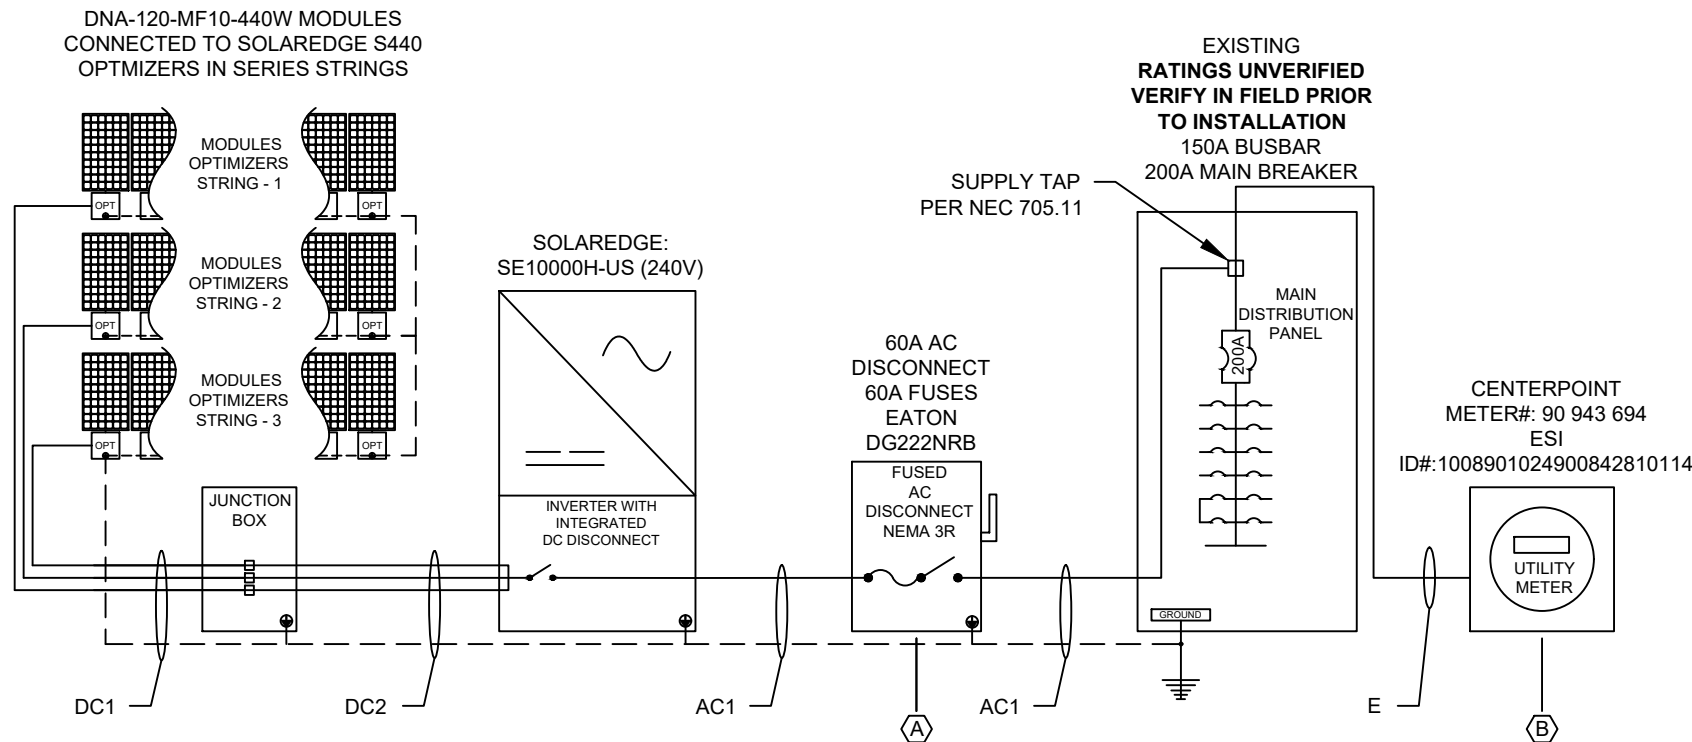 DNA-120-MF10-440W MODULES
CONNECTED TO SOLAREDGE S440
OPTMIZERS IN SERIES STRINGS
MODULES
OPTIMIZERS
STRING - 1
OPT
OPT
MODULES
OPTIMIZERS
STRING - 2
OPT
OPT
MODULES
OPTIMIZERS
STRING - 3
OPT
OPT
JUNCTION
BOX
DC1
DC2
SOLAREDGE:
SE10000H-US (240V)
INVERTER WITH
INTEGRATED
DC DISCONNECT
AC1
60A AC
DISCONNECT
60A FUSES
EATON
DG222NRB
FUSED
AC
DISCONNECT
NEMA 3R
A
AC1
EXISTING
RATINGS UNVERIFIED
VERIFY IN FIELD PRIOR
TO INSTALLATION
150A BUSBAR
200A MAIN BREAKER
SUPPLY TAP
PER NEC 705.11
MAIN
DISTRIBUTION
PANEL
200A
GROUND
E
CENTERPOINT
METER#: 90 943 694
ESI
ID#:1008901024900842810114
UTILITY
METER
B